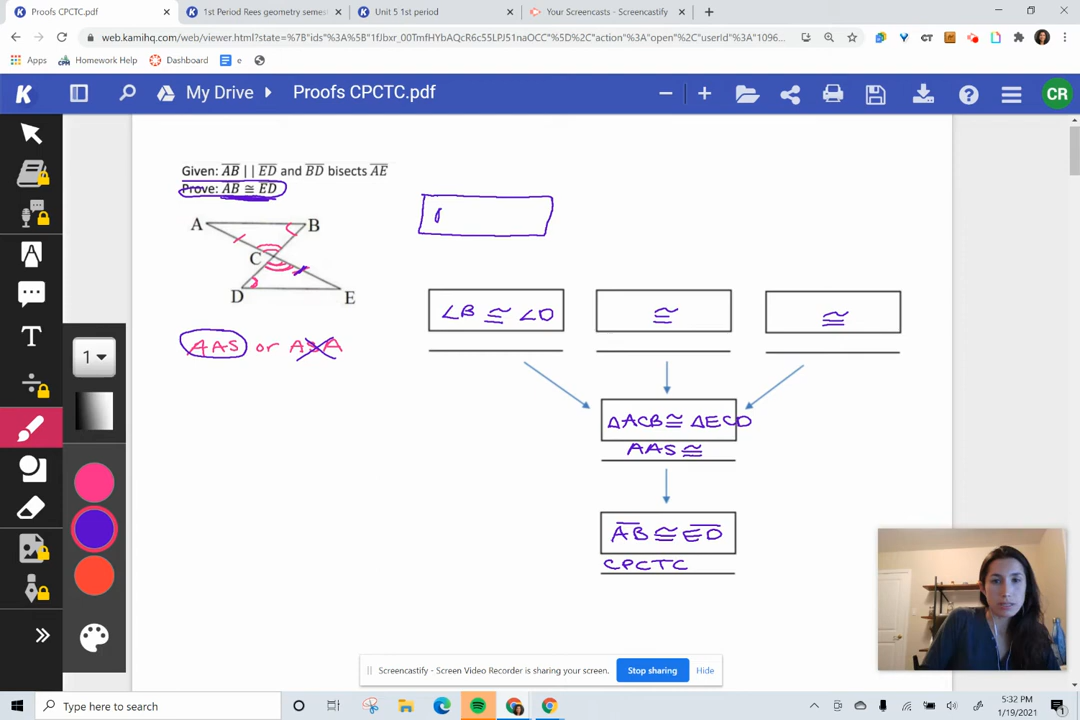 Proofs CPCTC.pdf
1st Period Rees geometry semes
Unit 5 1st period
Your Screencasts - Screencastify
web.kamihq.com/web/viewer.html?state=%7B"ids%3A%5B"1fJbxr_00TmfHYbAQcR6c55LPJ51naOCC"%5D%2C"action"open"%2C"userId"%3A"1096...
Apps
Homework Help
Dashboard
e
K
My Drive
Proofs CPCTC.pdf
CR
Given: AB || ED and BD bisects AE
Prove: AB ≅ ED
A
B
C
D
E
AAS or ASA
∠B ≅ ∠D
≅
≅
△ACB ≅ △ECD
AAS ≅
AB ≅ ED
CPCTC
T
1
Screencastify - Screen Video Recorder is sharing your screen.
Stop sharing
Hide
Type here to search
5:32 PM
1/19/2021